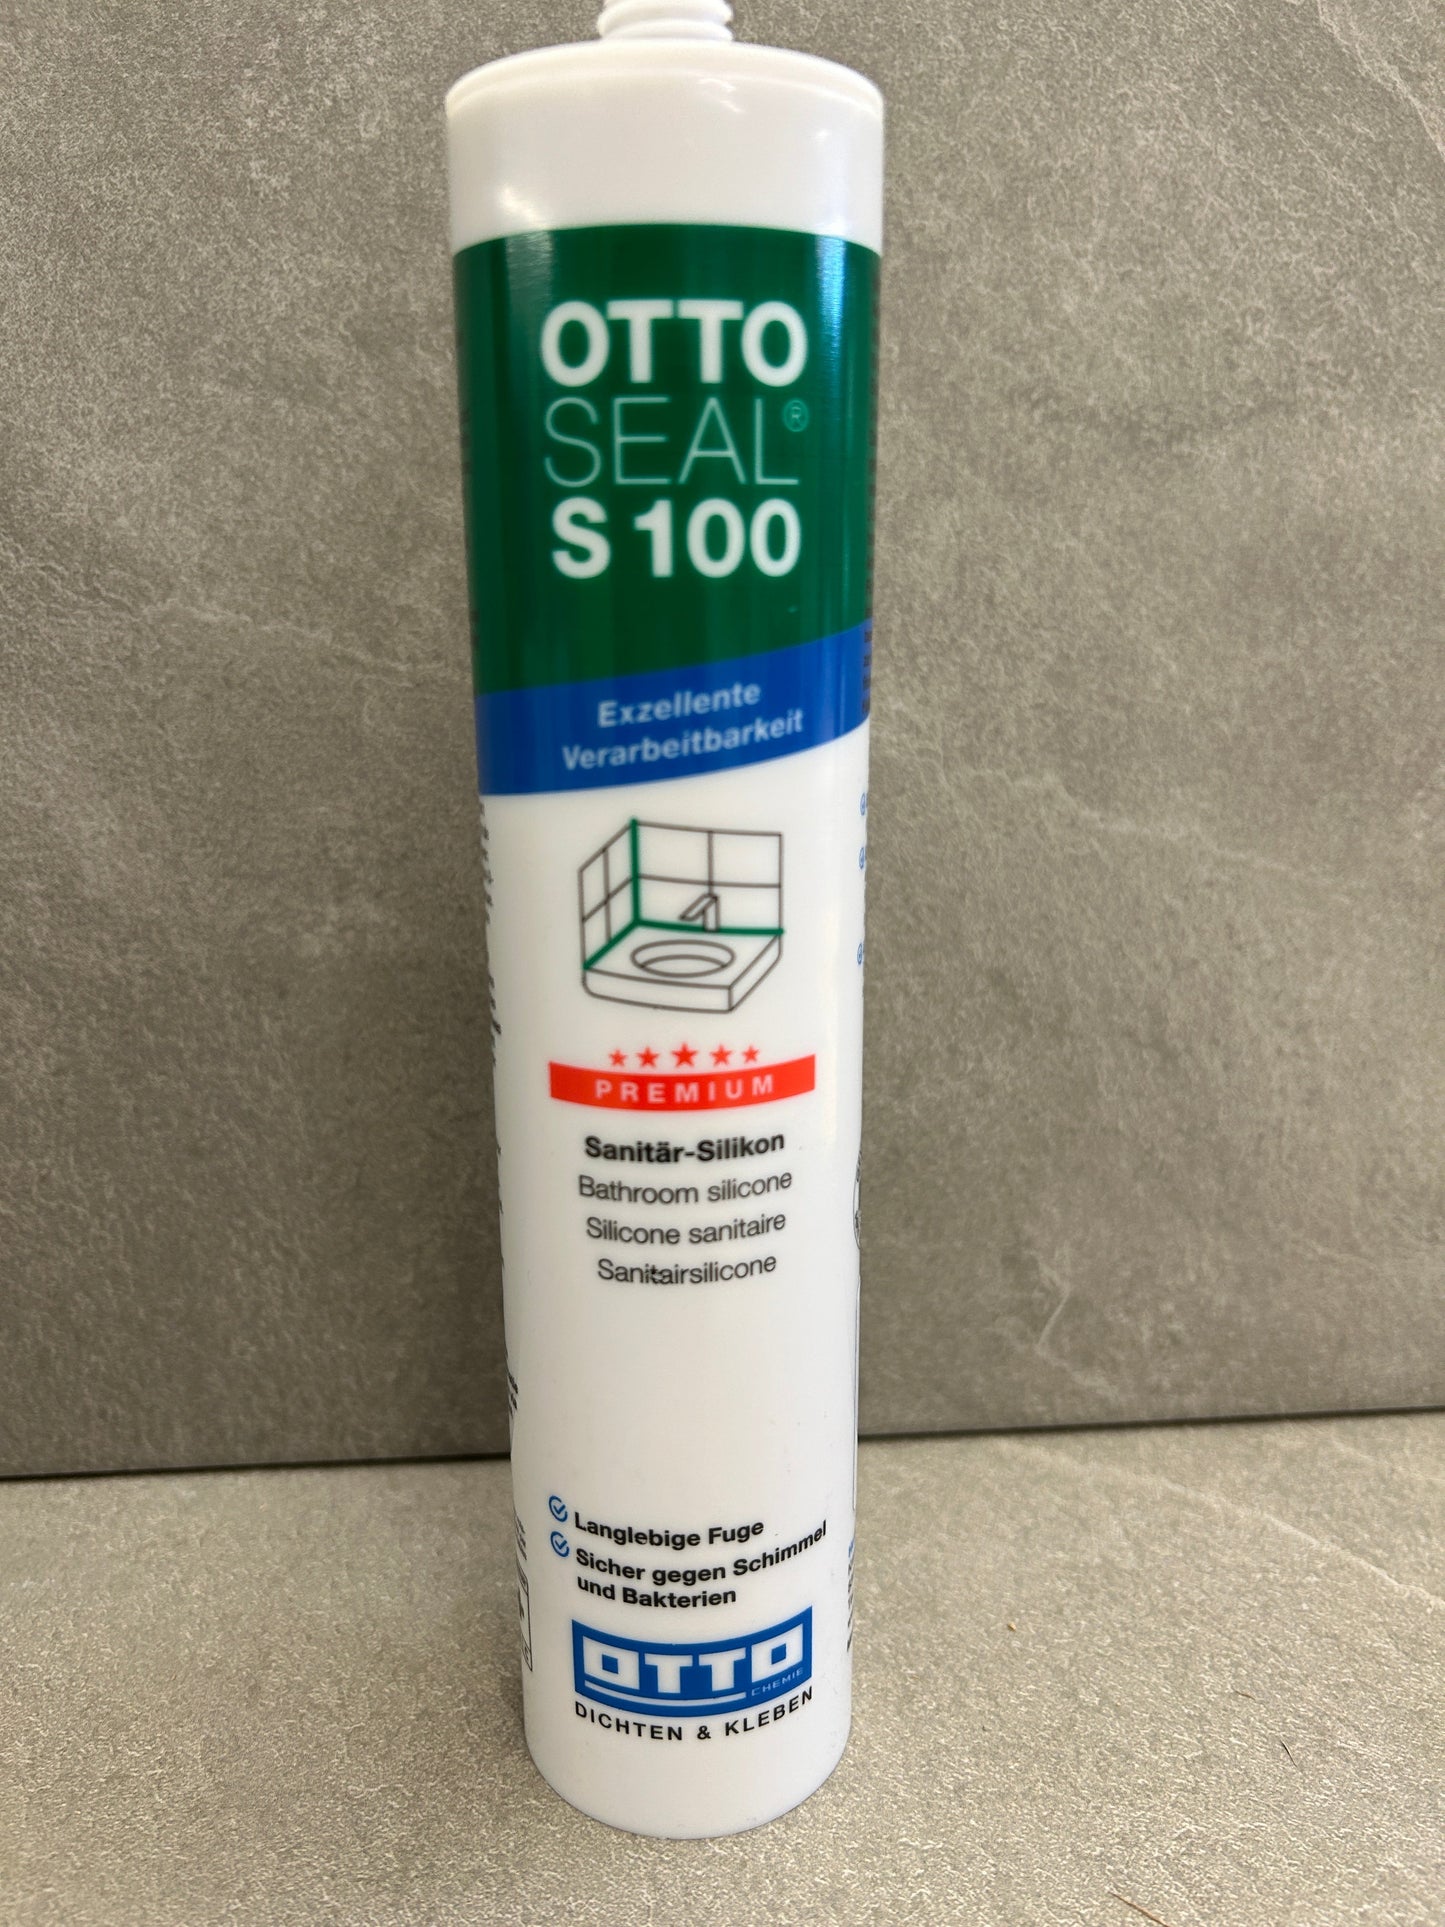 OTTO
SEAL®
S 100
Exzellente
Verarbeitbarkeit
PREMIUM
Sanitär-Silikon
Bathroom silicone
Silicone sanitaire
Sanitairsilicone
Langlebige Fuge
Sicher gegen Schimmel
und Bakterien
OTTO
CHEMIE
DICHTEN & KLEBEN